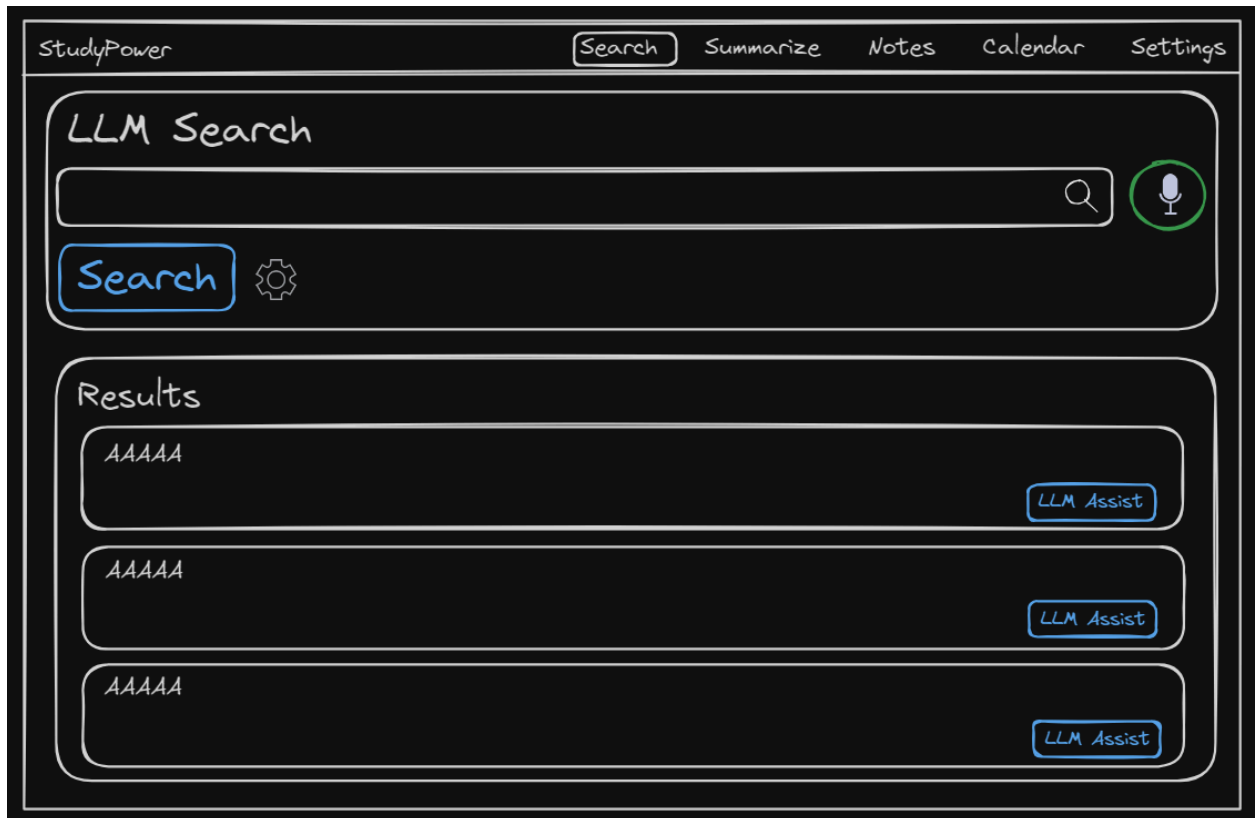 StudyPower Search Summarize Notes Calendar Settings
LLM Search
Search
Results
AAAAA
LLM Assist
AAAAA
LLM Assist
AAAAA
LLM Assist